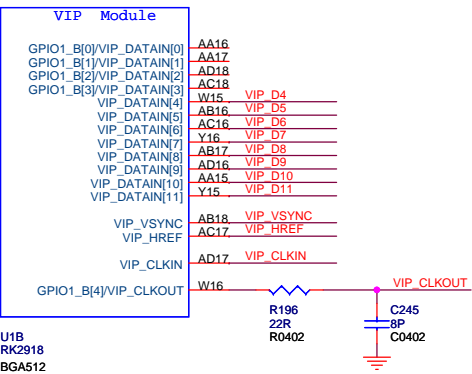 VIP Module
GPIO1_B[0]/VIP_DATAIN[0] AA16
GPIO1_B[1]/VIP_DATAIN[1] AA17
GPIO1_B[2]/VIP_DATAIN[2] AD18
GPIO1_B[3]/VIP_DATAIN[3] AC18
VIP_DATAIN[4] W15 VIP_D4
VIP_DATAIN[5] AB16 VIP_D5
VIP_DATAIN[6] AC16 VIP_D6
VIP_DATAIN[7] Y16 VIP_D7
VIP_DATAIN[8] AB17 VIP_D8
VIP_DATAIN[9] AD16 VIP_D9
VIP_DATAIN[10] AA15 VIP_D10
VIP_DATAIN[11] Y15 VIP_D11
VIP_VSYNC AB18 VIP_VSYNC
VIP_HREF AC17 VIP_HREF
VIP_CLKIN AD17 VIP_CLKIN
GPIO1_B[4]/VIP_CLKOUT W16 VIP_CLKOUT
R196 C245
22R 8P
R0402 C0402
U1B
RK2918
BGA512